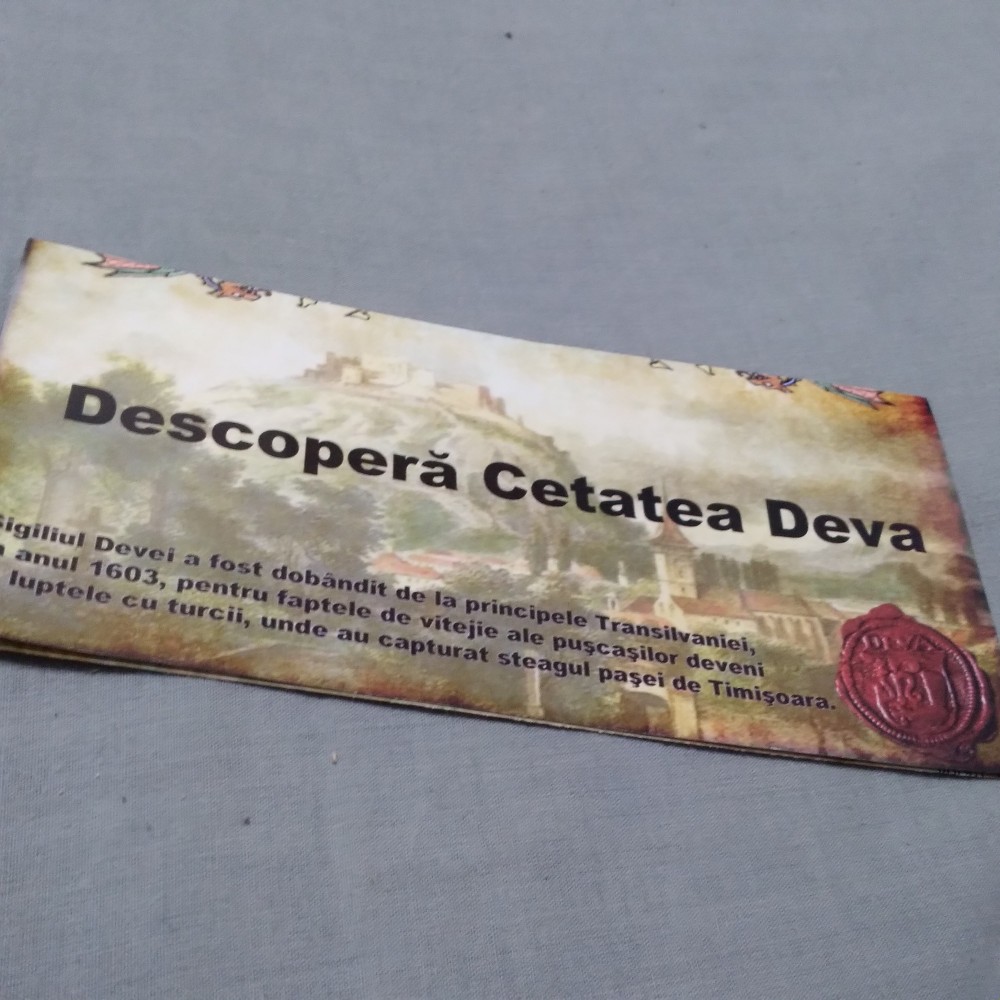 Descoperă Cetatea Deva
Sigiliul Devei a fost dobândit de la principele Transilvaniei,
anul 1603, pentru faptele de vitejie ale puşcaşilor deveni
luptele cu turcii, unde au capturat steagul paşei de Timişoara.